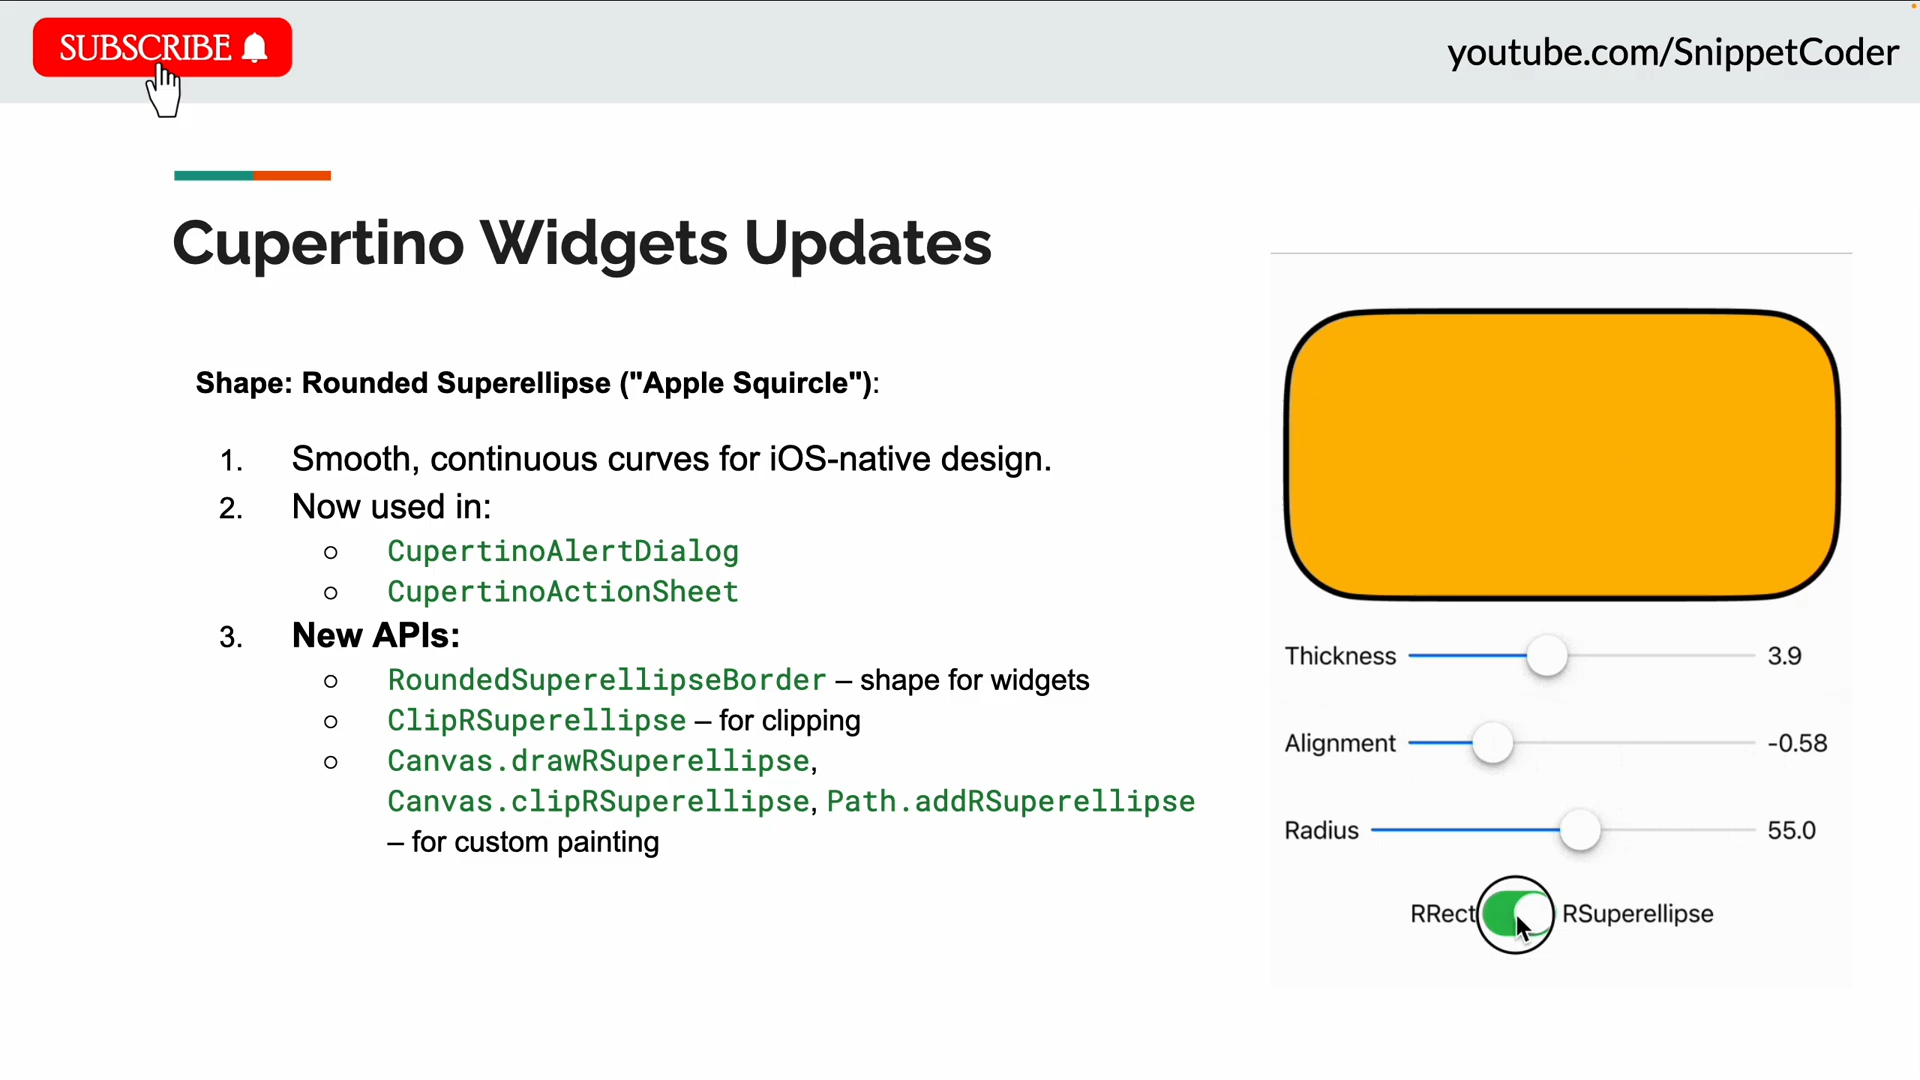 SUBSCRIBE
youtube.com/SnippetCoder
Cupertino Widgets Updates
Shape: Rounded Superellipse ("Apple Squircle"):
1. Smooth, continuous curves for iOS-native design.
2. Now used in:
○ CupertinoAlertDialog
○ CupertinoActionSheet
3. New APIs:
○ RoundedSuperellipseBorder – shape for widgets
○ ClipRSuperellipse – for clipping
○ Canvas.drawRSuperellipse,
Canvas.clipRSuperellipse, Path.addRSuperellipse
– for custom painting
Thickness 3.9
Alignment -0.58
Radius 55.0
RRect RSuperellipse